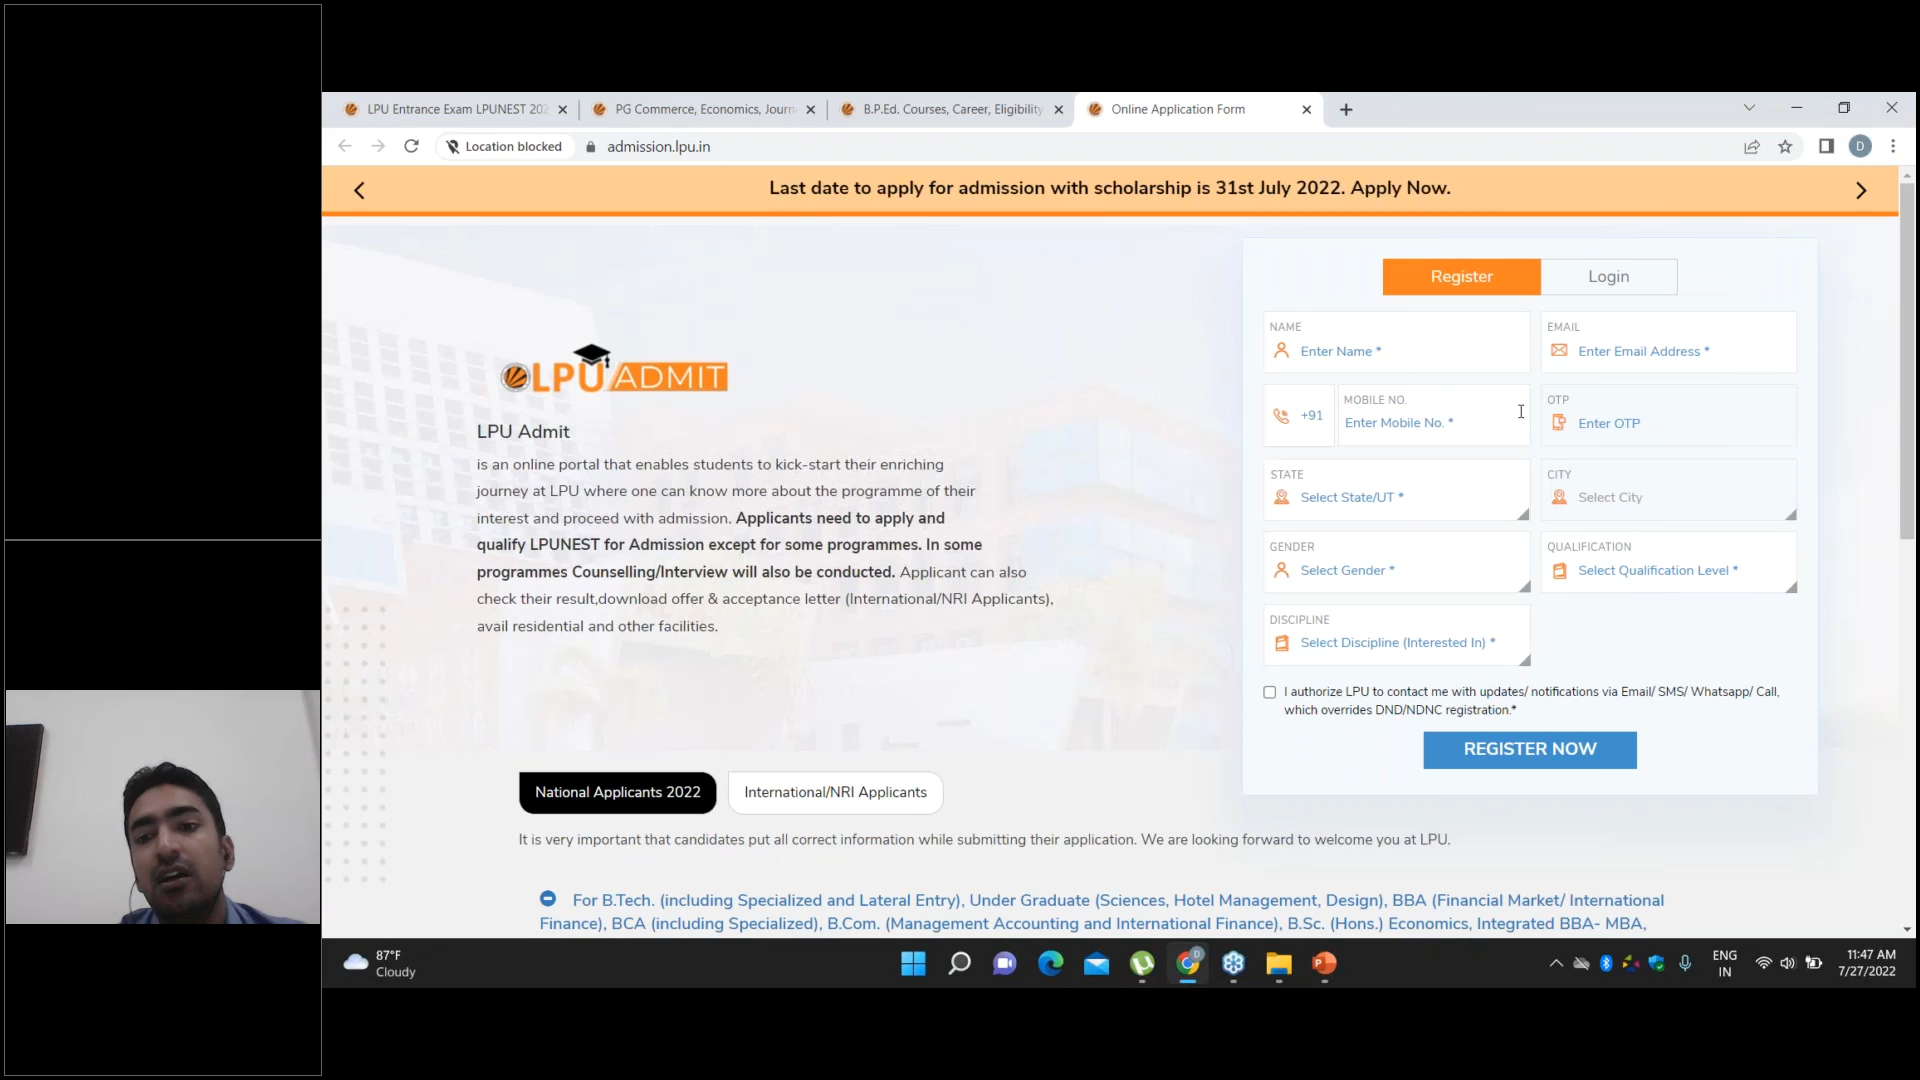 LPU Entrance Exam LPUNEST 202
PG Commerce, Economics, Journ
B.P.Ed. Courses, Career, Eligibility
Online Application Form
Location blocked
admission.lpu.in
D
Last date to apply for admission with scholarship is 31st July 2022. Apply Now.
LPU ADMIT
LPU Admit
is an online portal that enables students to kick-start their enriching
journey at LPU where one can know more about the programme of their
interest and proceed with admission. Applicants need to apply and
qualify LPUNEST for Admission except for some programmes. In some
programmes Counselling/Interview will also be conducted. Applicant can also
check their result,download offer & acceptance letter (International/NRI Applicants),
avail residential and other facilities.
Register
Login
NAME
Enter Name *
EMAIL
Enter Email Address *
+91
MOBILE NO.
Enter Mobile No. *
OTP
Enter OTP
STATE
Select State/UT *
CITY
Select City
GENDER
Select Gender *
QUALIFICATION
Select Qualification Level *
DISCIPLINE
Select Discipline (Interested In) *
I authorize LPU to contact me with updates/ notifications via Email/ SMS/ Whatsapp/ Call,
which overrides DND/NDNC registration.*
REGISTER NOW
National Applicants 2022
International/NRI Applicants
It is very important that candidates put all correct information while submitting their application. We are looking forward to welcome you at LPU.
For B.Tech. (including Specialized and Lateral Entry), Under Graduate (Sciences, Hotel Management, Design), BBA (Financial Market/ International
Finance), BCA (including Specialized), B.Com. (Management Accounting and International Finance), B.Sc. (Hons.) Economics, Integrated BBA- MBA,
87°F
Cloudy
ENG
IN
11:47 AM
7/27/2022